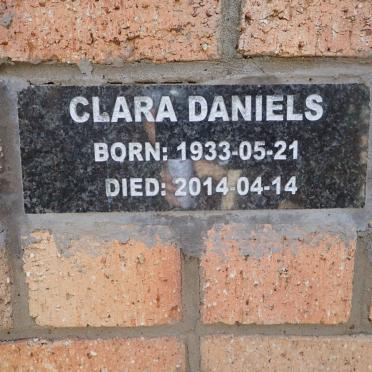 CLARA DANIELS
BORN: 1933-05-21
DIED: 2014-04-14